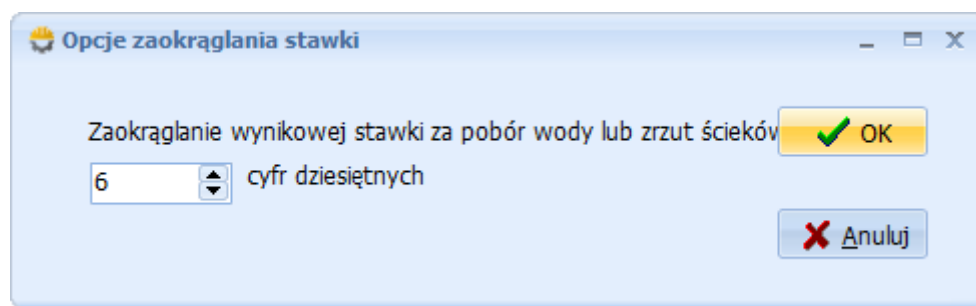 Opcje zaokrąglania stawki
Zaokrąglanie wynikowej stawki za pobór wody lub zrzut ścieków
OK
6 cyfr dziesiętnych
Anuluj